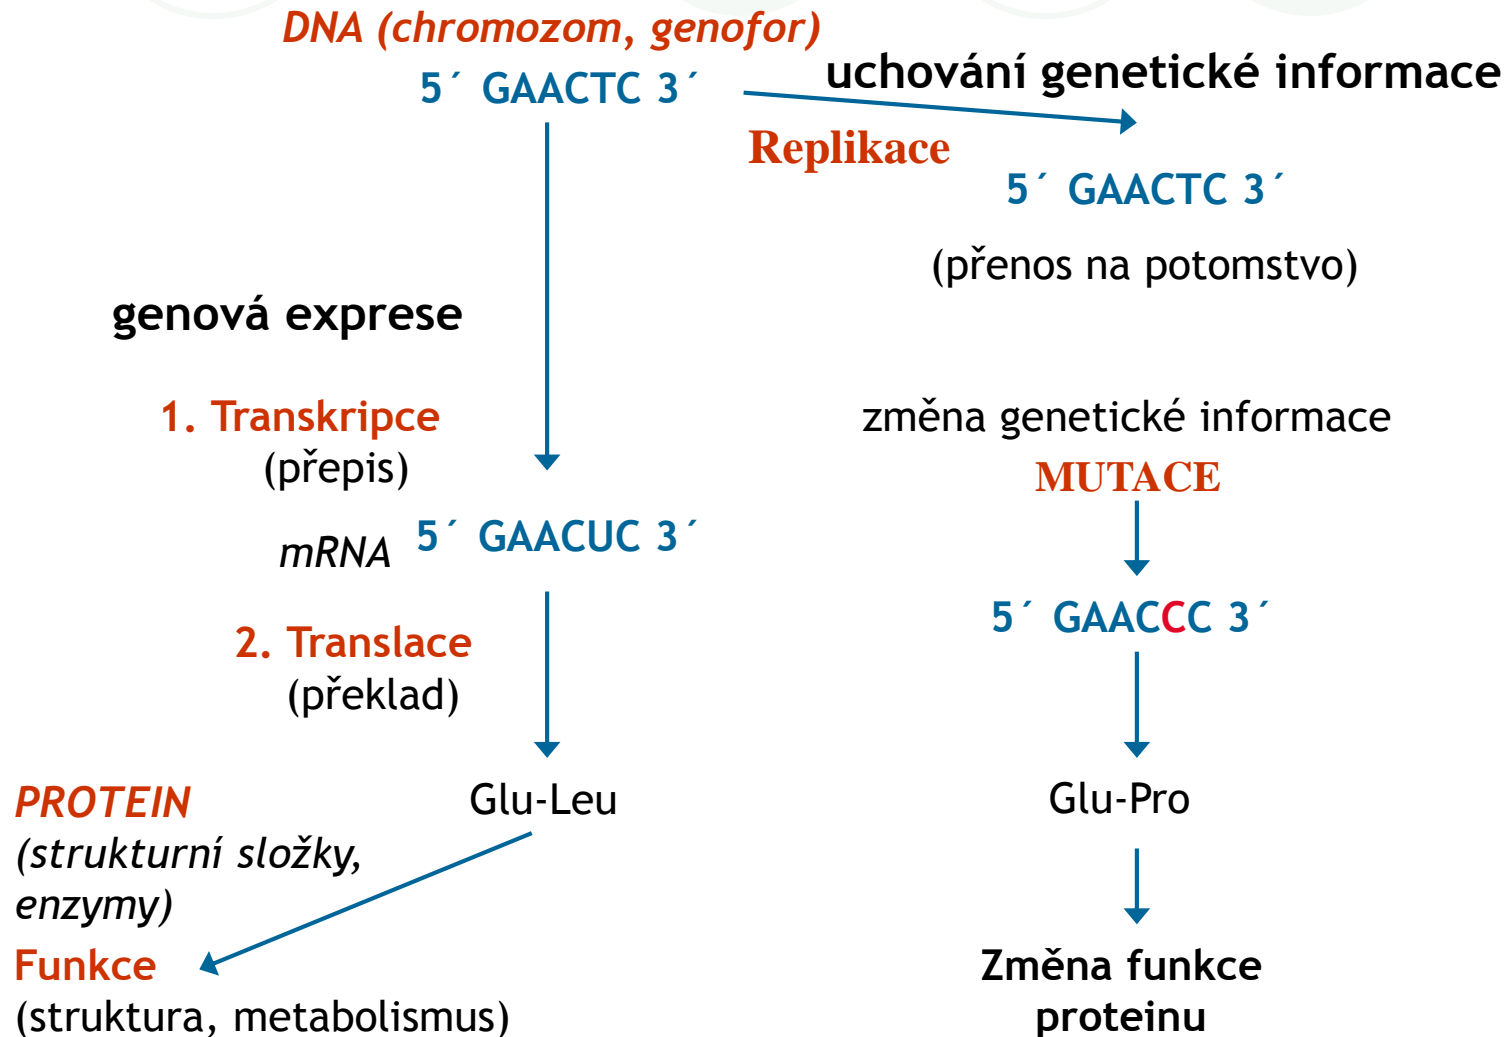 DNA (chromozom, genofor)
5´ GAACTC 3´
uchování genetické informace
Replikace
5´ GAACTC 3´
(přenos na potomstvo)
genová exprese
1. Transkripce
(přepis)
mRNA 5´ GAACUC 3´
2. Translace
(překlad)
Glu-Leu
PROTEIN
(strukturní složky,
enzymy)
Funkce
(struktura, metabolismus)
změna genetické informace
MUTACE
5´ GAACCC 3´
Glu-Pro
Změna funkce
proteinu